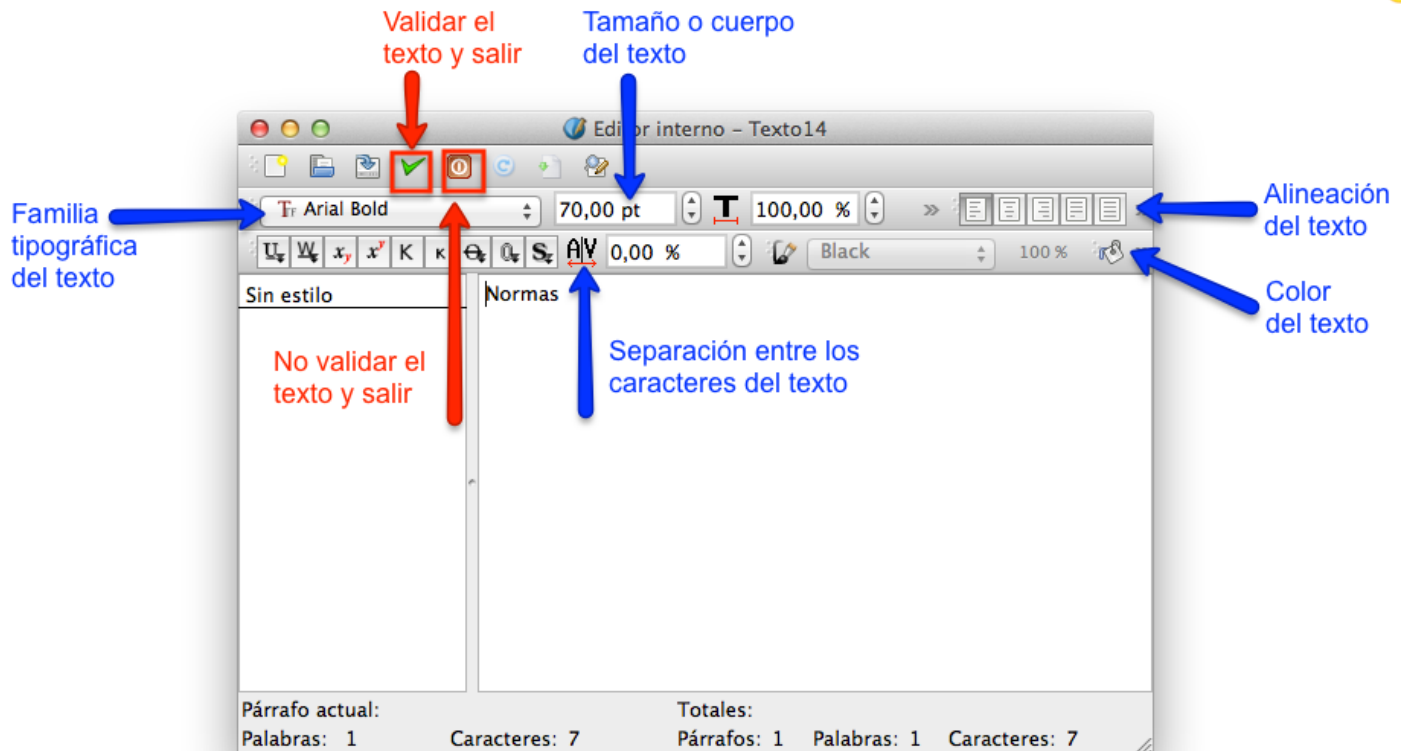 Validar el
texto y salir
Tamaño o cuerpo
del texto
Editor interno – Texto14
Familia
tipográfica
del texto
Arial Bold
70,00 pt
100,00 %
Alineación
del texto
U W xy xy K K O O S AV 0,00 %
Black
100 %
Color
del texto
Sin estilo
Normas
No validar el
texto y salir
Separación entre los
caracteres del texto
Párrafo actual:
Totales:
Palabras: 1 Caracteres: 7
Párrafos: 1 Palabras: 1 Caracteres: 7